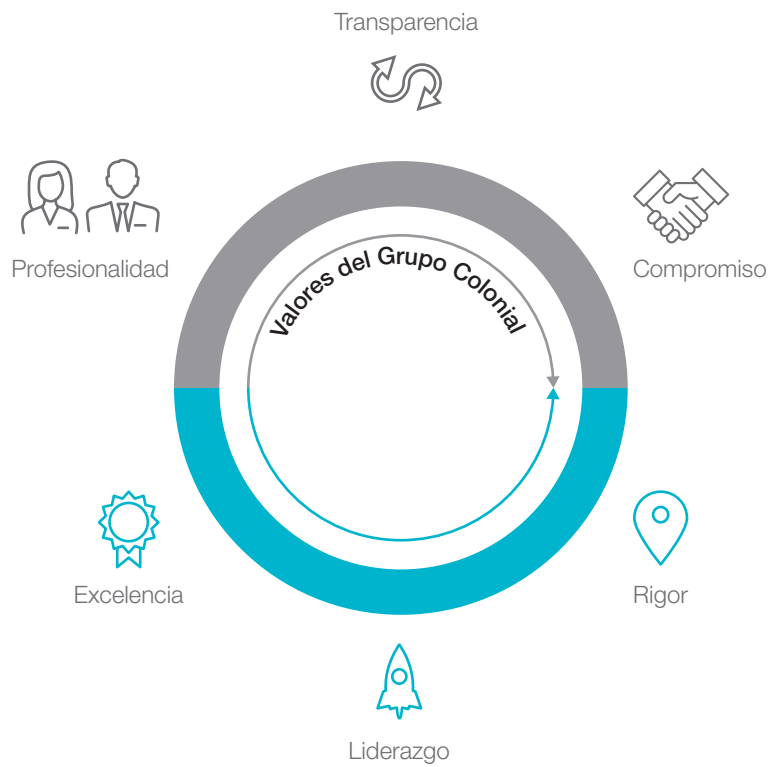 Transparencia
Profesionalidad
Compromiso
Valores del Grupo Colonial
Excelencia
Rigor
Liderazgo